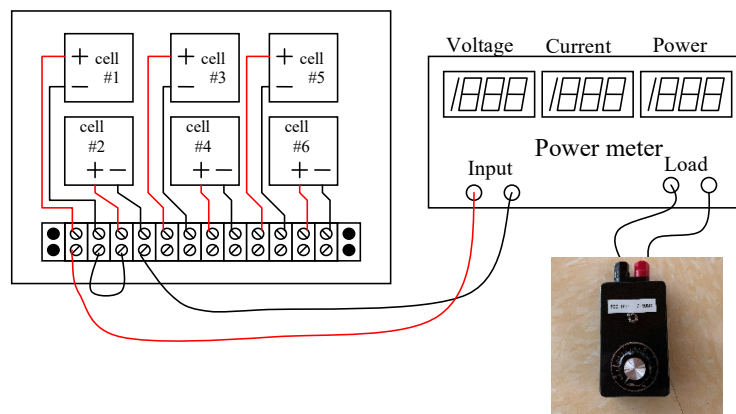 Voltage Current Power
+ cell #1 −
+ cell #3 −
+ cell #5 −
cell #2 + −
cell #4 + −
cell #6 + −
Power meter
Input
Load